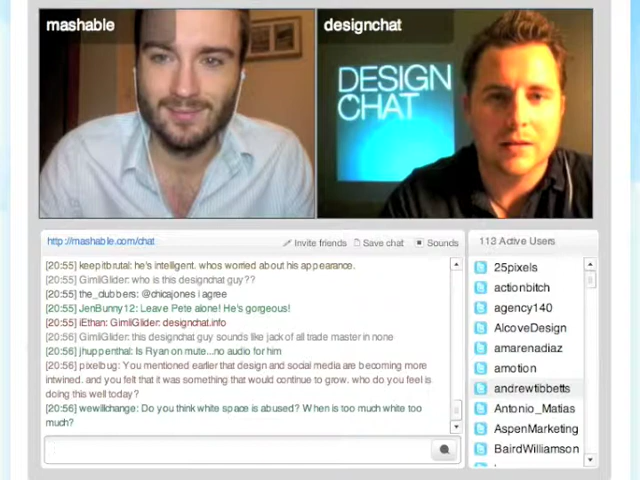 mashable
designchat
DESIGN
CHAT
http://mashable.com/chat
Invite friends
Save chat
Sounds
113 Active Users
[20:55] keepitbrutal: he's intelligent. whos worried about his appearance.
[20:55] GimliGlider: who is this designchat guy??
[20:55] the_clubbers: @chicajones i agree
[20:55] JenBunny12: Leave Pete alone! He's gorgeous!
[20:55] iEthan: GimliGlider: designchat.info
[20:56] GimliGlider: this designchat guy sounds like jack of all trade master in none
[20:56] jhuppenthal: Is Ryan on mute...no audio for him
[20:56] pixelbug: You mentioned earlier that design and social media are becoming more
intwined. and you felt that it was something that would continue to grow. who do you feel is
doing this well today?
[20:56] wewillchange: Do you think white space is abused? When is too much white too
much?
25pixels
actionbitch
agency140
AlcoveDesign
amarenadiaz
amotion
andrewtibbetts
Antonio_Matias
AspenMarketing
BairdWilliamson